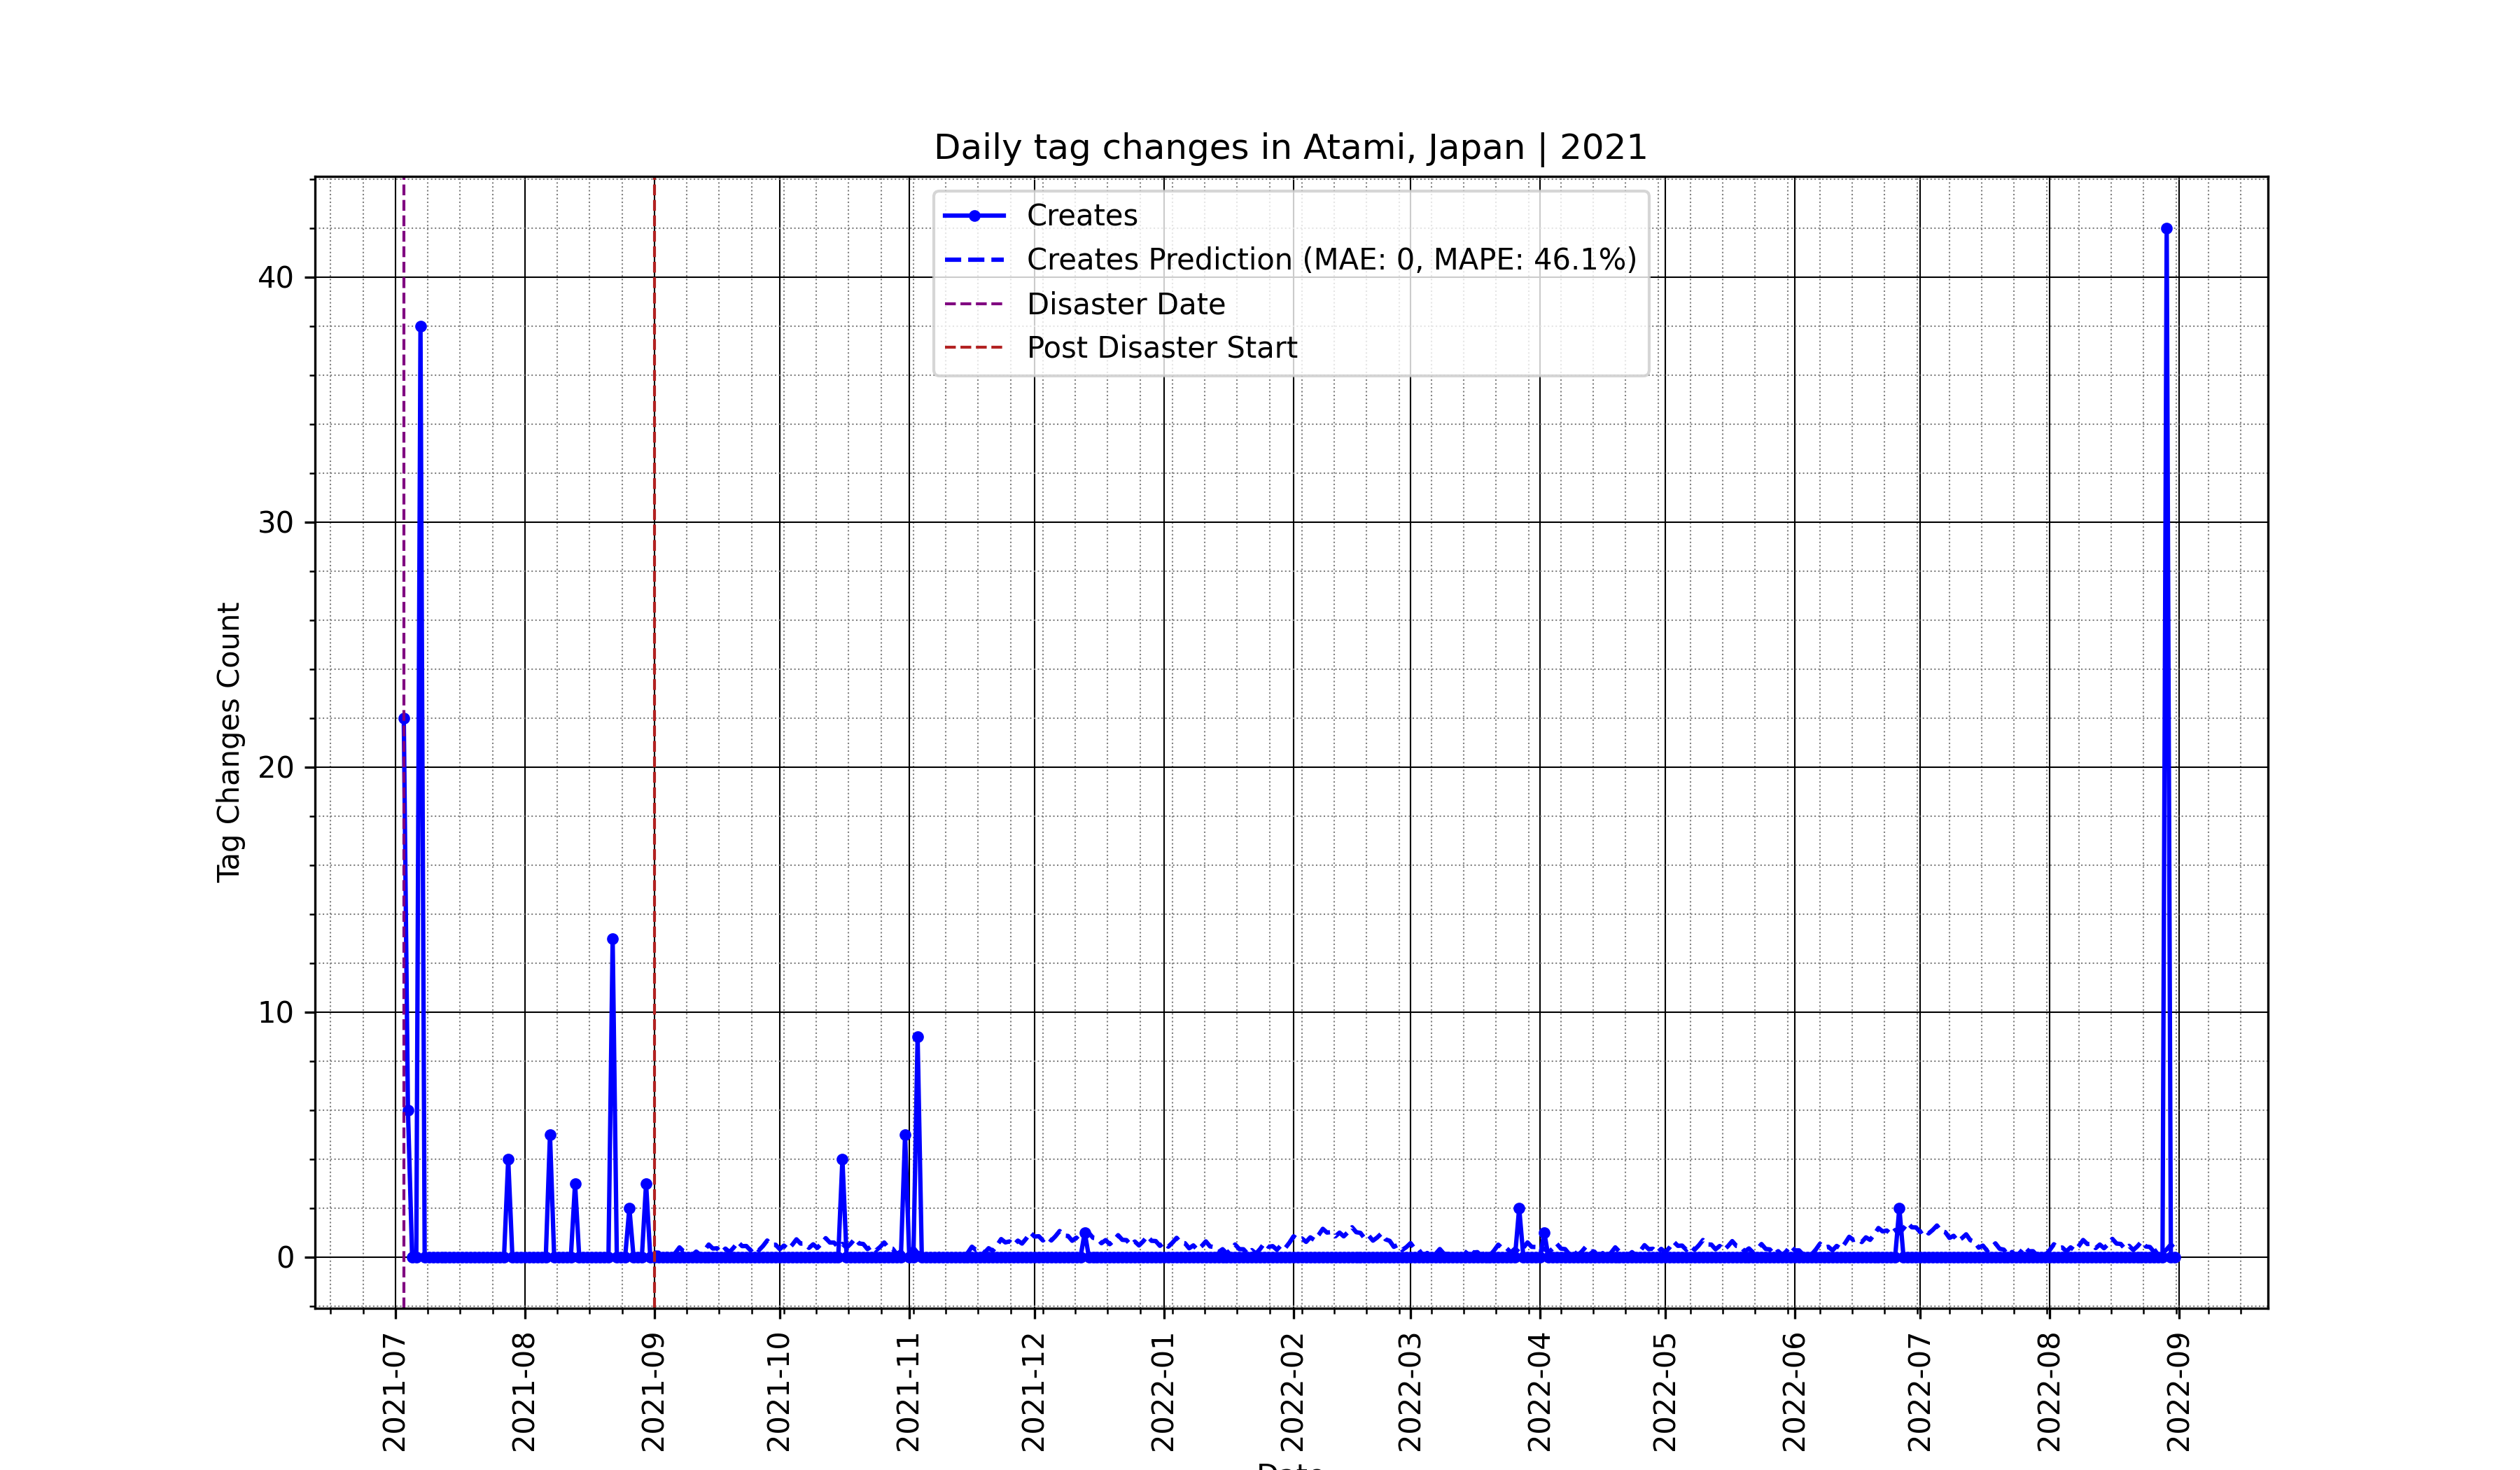 Daily tag changes in Atami, Japan | 2021
Creates
Creates Prediction (MAE: 0, MAPE: 46.1%)
Disaster Date
Post Disaster Start
Tag Changes Count
40
30
20
10
0
2021-07
2021-08
2021-09
2021-10
2021-11
2021-12
2022-01
2022-02
2022-03
2022-04
2022-05
2022-06
2022-07
2022-08
2022-09
Date